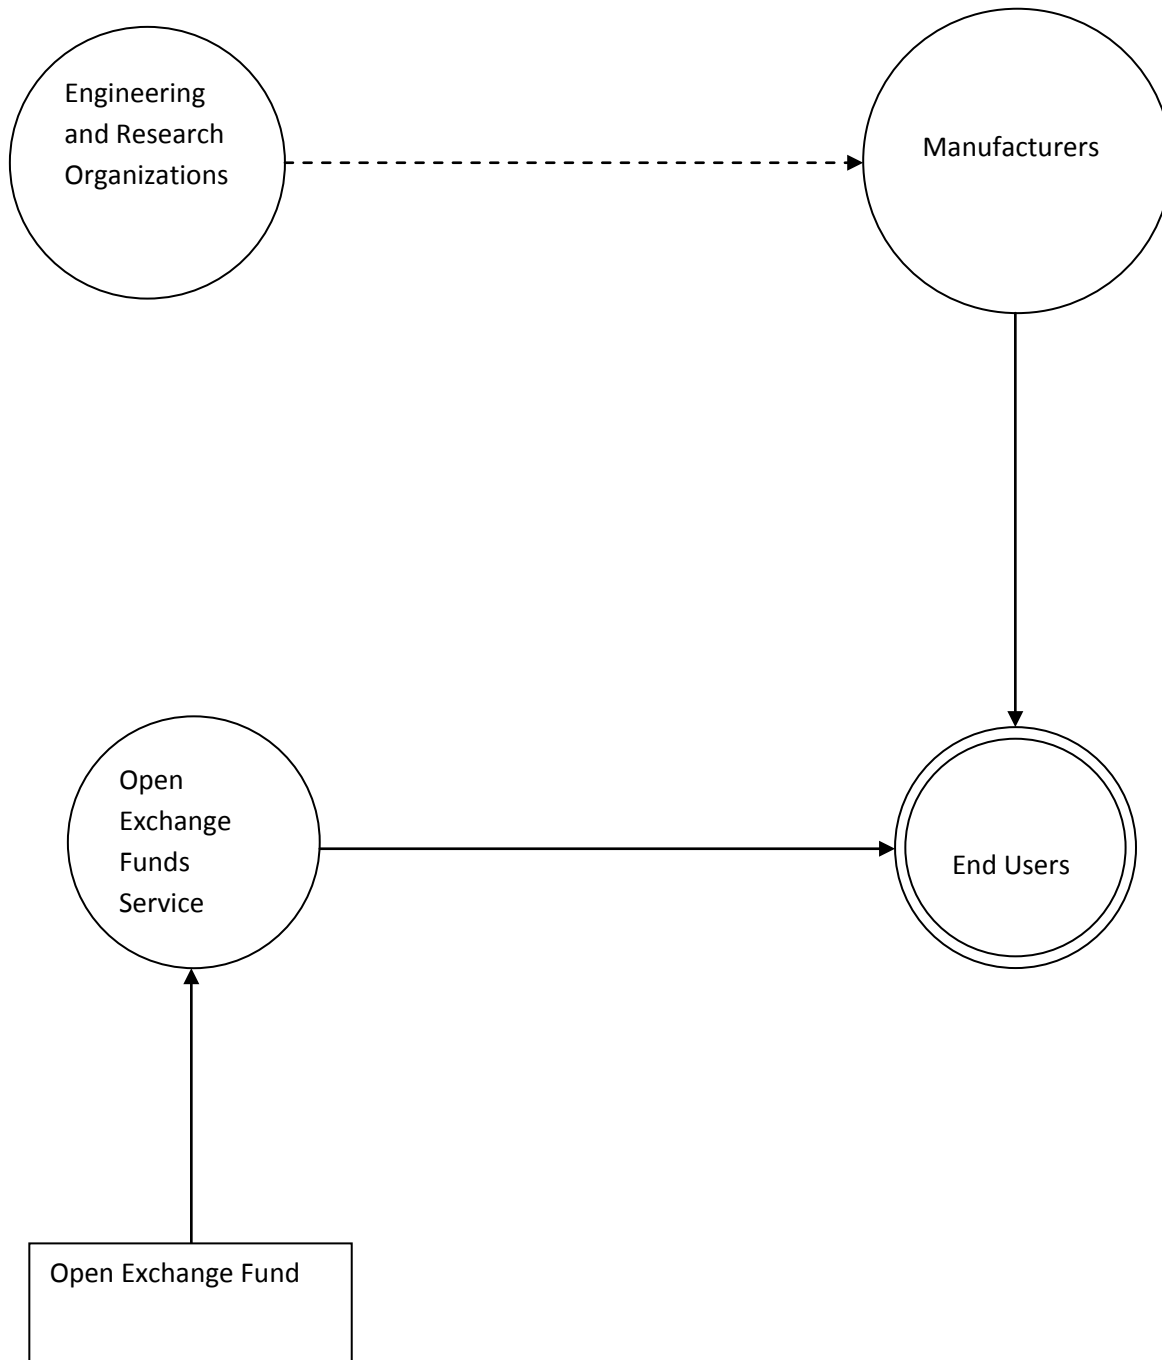 Engineering
and Research
Organizations
Manufacturers
Open
Exchange
Funds
Service
End Users
Open Exchange Fund